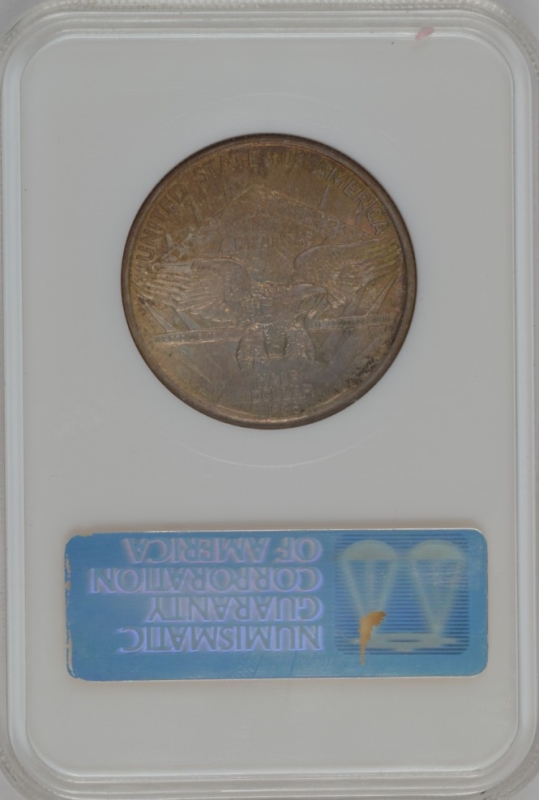 UNITED STATES OF AMERICA
NUMISMATIC
GUARANTY
CORPORATION
OF AMERICA